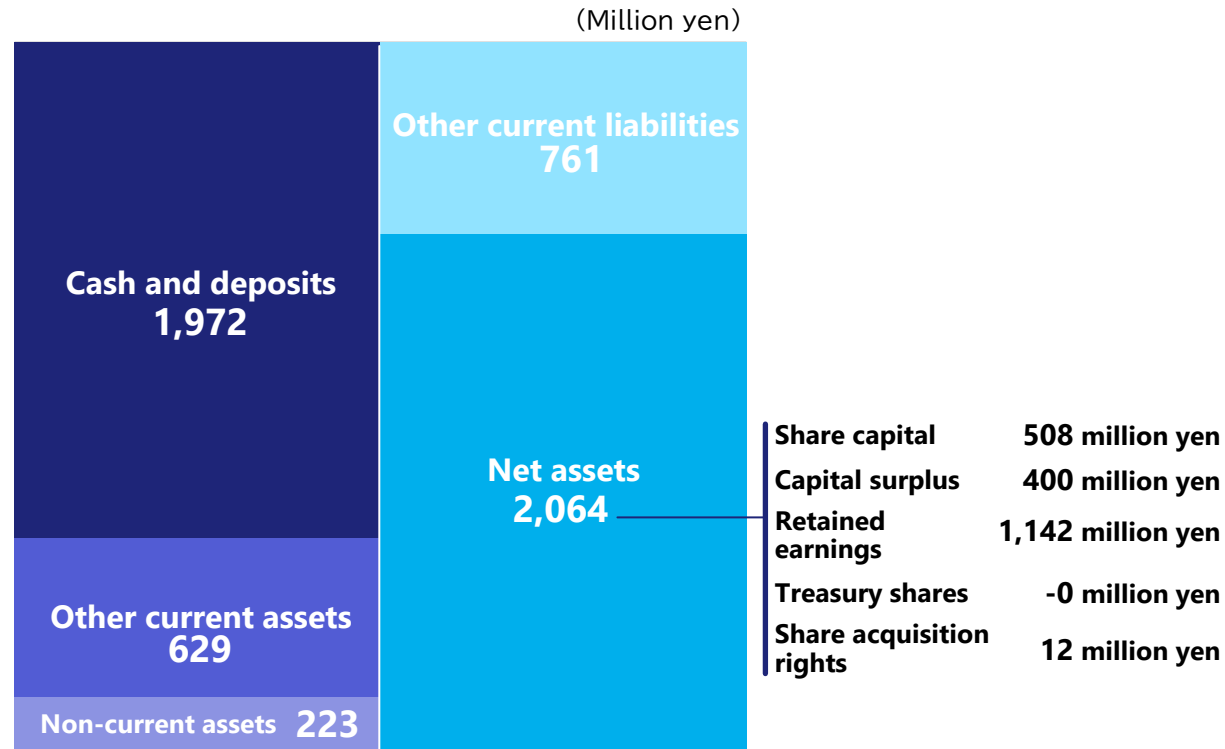 (Million yen)
Other current liabilities
761
Cash and deposits
1,972
Net assets
2,064
Share capital 508 million yen
Capital surplus 400 million yen
Retained
earnings 1,142 million yen
Treasury shares -0 million yen
Share acquisition
rights 12 million yen
Other current assets
629
Non-current assets 223